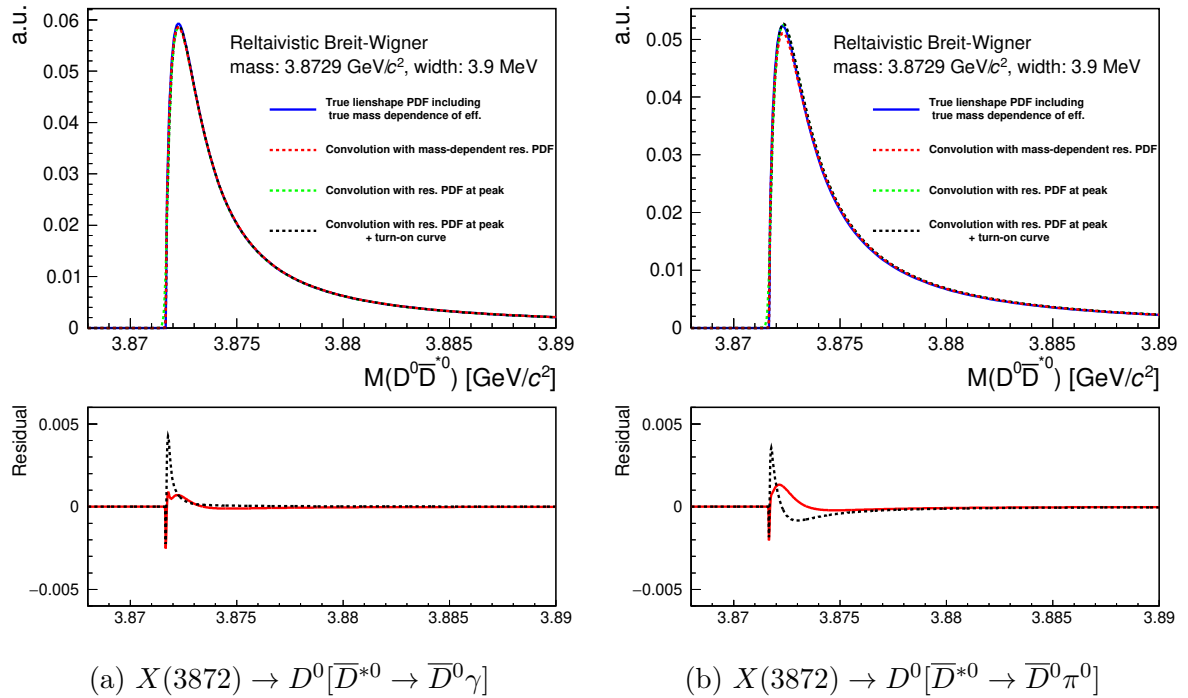 a.u.
0.06
0.05
0.04
0.03
0.02
0.01
0
Reltaivistic Breit-Wigner
mass: 3.8729 GeV/c², width: 3.9 MeV
True lienshape PDF including
true mass dependence of eff.
Convolution with mass-dependent res. PDF
Convolution with res. PDF at peak
Convolution with res. PDF at peak
+ turn-on curve
3.87 3.875 3.88 3.885 3.89
M(D⁰D̅*⁰) [GeV/c²]
Residual
0.005
0
−0.005
3.87 3.875 3.88 3.885 3.89
(a) X(3872) → D⁰[D̅*⁰ → D̅⁰γ]
a.u.
0.05
0.04
0.03
0.02
0.01
0
Reltaivistic Breit-Wigner
mass: 3.8729 GeV/c², width: 3.9 MeV
True lienshape PDF including
true mass dependence of eff.
Convolution with mass-dependent res. PDF
Convolution with res. PDF at peak
Convolution with res. PDF at peak
+ turn-on curve
3.87 3.875 3.88 3.885 3.89
M(D⁰D̅*⁰) [GeV/c²]
Residual
0.005
0
−0.005
3.87 3.875 3.88 3.885 3.89
(b) X(3872) → D⁰[D̅*⁰ → D̅⁰π⁰]